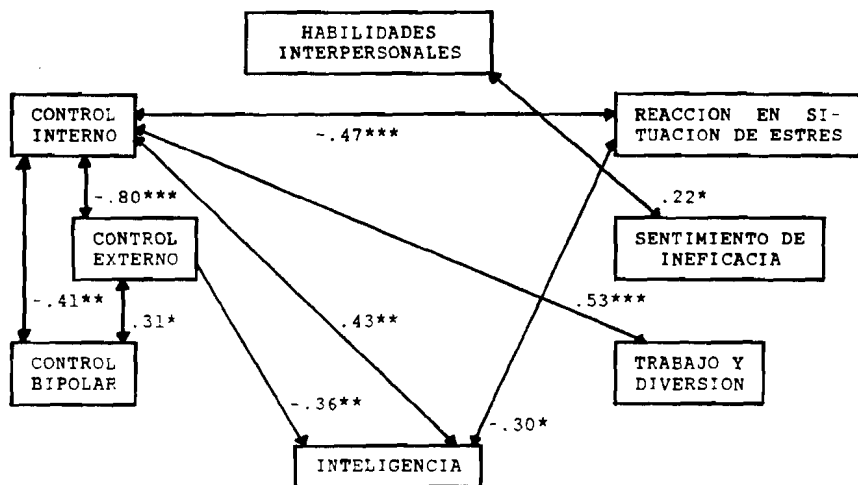 HABILIDADES
INTERPERSONALES
CONTROL
INTERNO
REACCION EN SI-
TUACION DE ESTRES
-.47***
-.80***
.22*
CONTROL
EXTERNO
SENTIMIENTO DE
INEFICACIA
-.41**
.31*
.43**
.53***
CONTROL
BIPOLAR
TRABAJO Y
DIVERSION
-.36**
-.30*
INTELIGENCIA